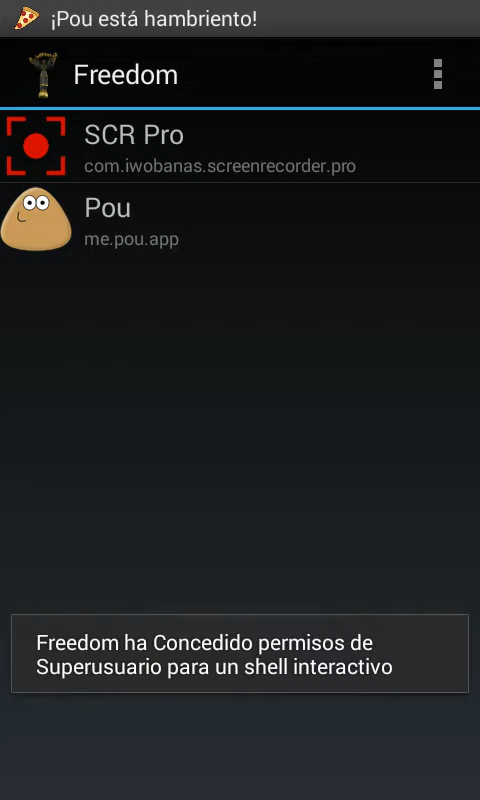 ¡Pou está hambriento!
Freedom
SCR Pro
com.iwobanas.screenrecorder.pro
Pou
me.pou.app
Freedom ha Concedido permisos de
Superusuario para un shell interactivo